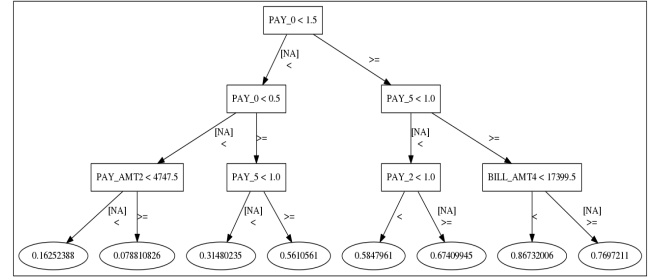 PAY_0 < 1.5
[NA]
<
>=
PAY_0 < 0.5
PAY_5 < 1.0
[NA]
<
>=
[NA]
<
>=
PAY_AMT2 < 4747.5
PAY_5 < 1.0
PAY_2 < 1.0
BILL_AMT4 < 17399.5
[NA]
<
>=
[NA]
<
>=
<
[NA]
>=
<
[NA]
>=
0.16252388
0.078810826
0.31480235
0.5610561
0.5847961
0.67409945
0.86732006
0.7697211